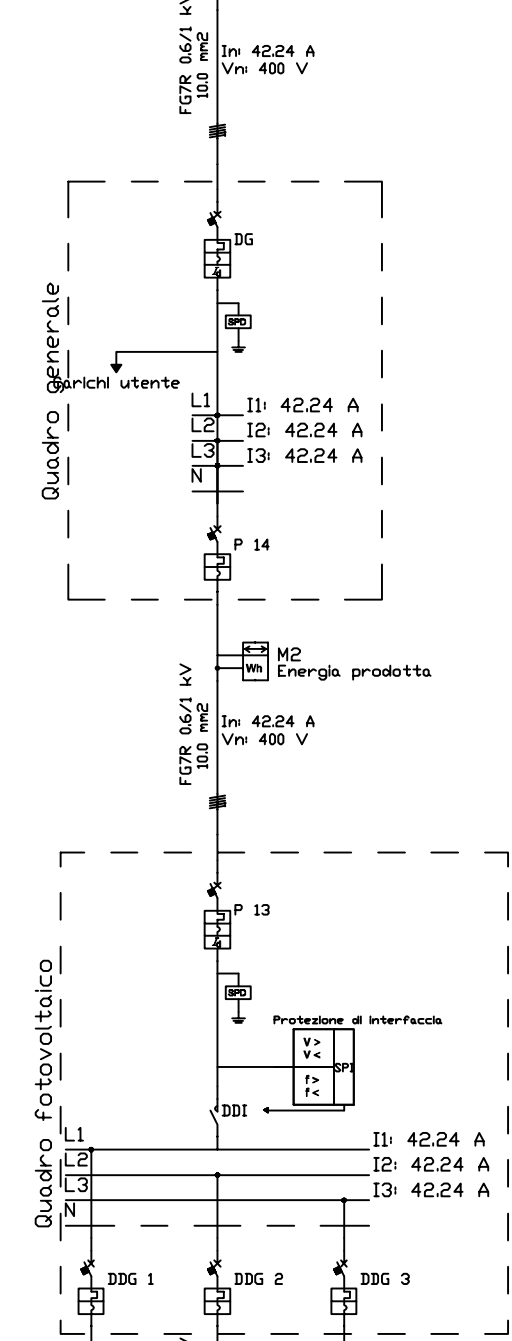 FG7R 0.6/1 kV
10.0 mm2
In: 42.24 A
Vn: 400 V
DG
SPD
Quadro generale
Carichi utente
L1 I1: 42.24 A
L2 I2: 42.24 A
L3 I3: 42.24 A
N
P 14
Wh
M2
Energia prodotta
FG7R 0.6/1 kV
10.0 mm2
In: 42.24 A
Vn: 400 V
P 13
SPD
Quadro fotovoltaico
Protezione di interfaccia
V>
V<
f>
f<
SPI
DDI
L1 I1: 42.24 A
L2 I2: 42.24 A
L3 I3: 42.24 A
N
DDG 1 DDG 2 DDG 3